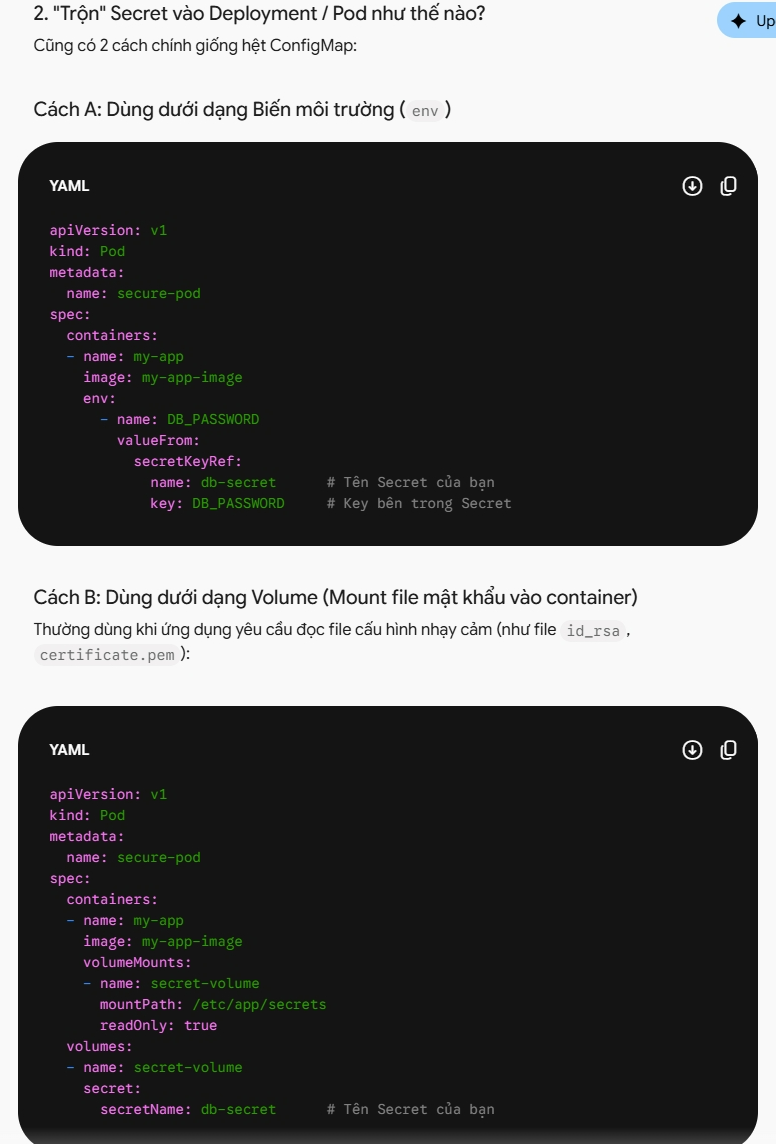 2. "Trộn" Secret vào Deployment / Pod như thế nào?
Up
Cũng có 2 cách chính giống hệt ConfigMap:
Cách A: Dùng dưới dạng Biến môi trường ( env )
YAML
apiVersion: v1
kind: Pod
metadata:
  name: secure-pod
spec:
  containers:
  - name: my-app
    image: my-app-image
    env:
      - name: DB_PASSWORD
        valueFrom:
          secretKeyRef:
            name: db-secret      # Tên Secret của bạn
            key: DB_PASSWORD     # Key bên trong Secret
Cách B: Dùng dưới dạng Volume (Mount file mật khẩu vào container)
Thường dùng khi ứng dụng yêu cầu đọc file cấu hình nhạy cảm (như file id_rsa ,
certificate.pem ):
YAML
apiVersion: v1
kind: Pod
metadata:
  name: secure-pod
spec:
  containers:
  - name: my-app
    image: my-app-image
    volumeMounts:
    - name: secret-volume
      mountPath: /etc/app/secrets
      readOnly: true
  volumes:
  - name: secret-volume
    secret:
      secretName: db-secret      # Tên Secret của bạn